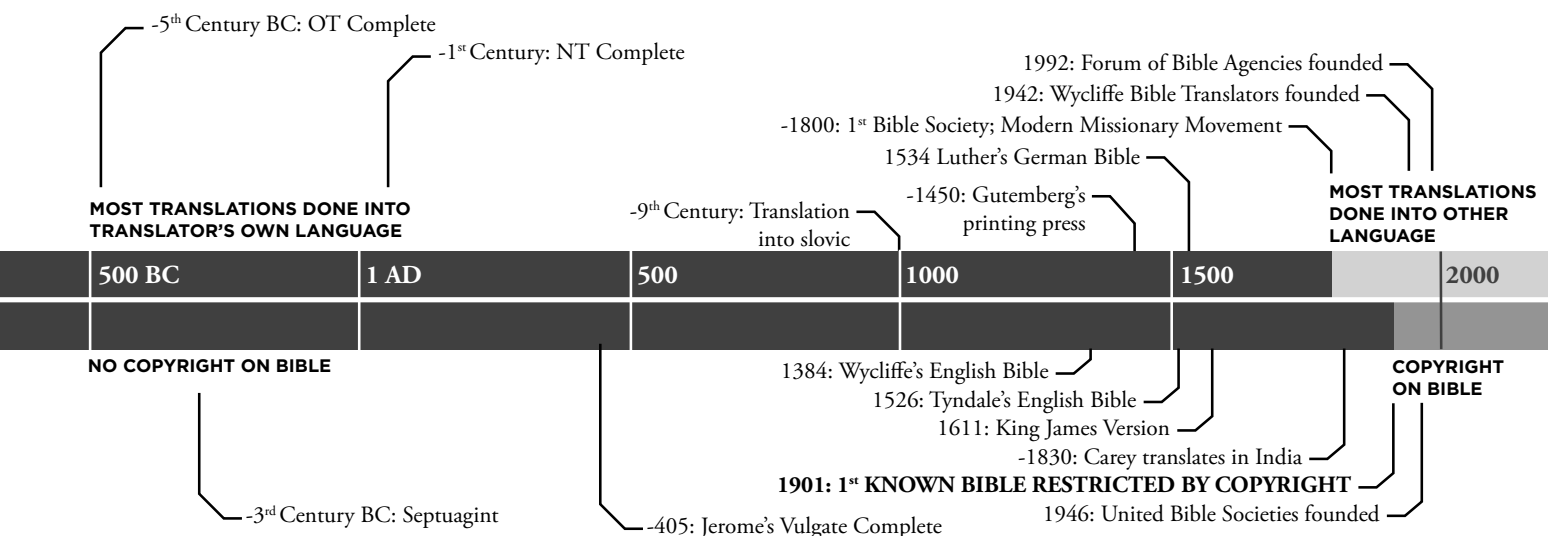 -5th Century BC: OT Complete
-1st Century: NT Complete
1992: Forum of Bible Agencies founded
1942: Wycliffe Bible Translators founded
-1800: 1st Bible Society; Modern Missionary Movement
1534 Luther's German Bible
-1450: Gutemberg's
printing press
-9th Century: Translation
into slovic
MOST TRANSLATIONS DONE INTO
TRANSLATOR'S OWN LANGUAGE
MOST TRANSLATIONS
DONE INTO OTHER
LANGUAGE
500 BC
1 AD
500
1000
1500
2000
NO COPYRIGHT ON BIBLE
COPYRIGHT
ON BIBLE
1384: Wycliffe's English Bible
1526: Tyndale's English Bible
1611: King James Version
-1830: Carey translates in India
1901: 1st KNOWN BIBLE RESTRICTED BY COPYRIGHT
1946: United Bible Societies founded
-3rd Century BC: Septuagint
-405: Jerome's Vulgate Complete